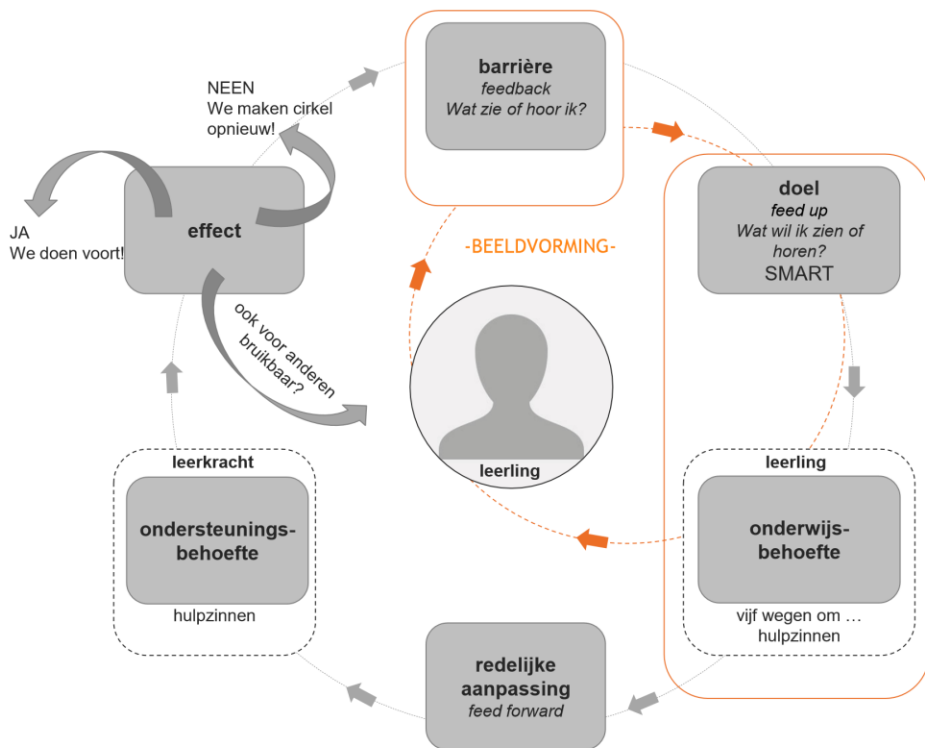 barrière
feedback
Wat zie of hoor ik?
NEEN
We maken cirkel
opnieuw!
JA
We doen voort!
effect
ook voor anderen
bruikbaar?
-BEELDVORMING-
doel
feed up
Wat wil ik zien of
horen?
SMART
leerling
leerling
onderwijs-
behoefte
vijf wegen om …
hulpzinnen
redelijke
aanpassing
feed forward
leerkracht
ondersteunings-
behoefte
hulpzinnen